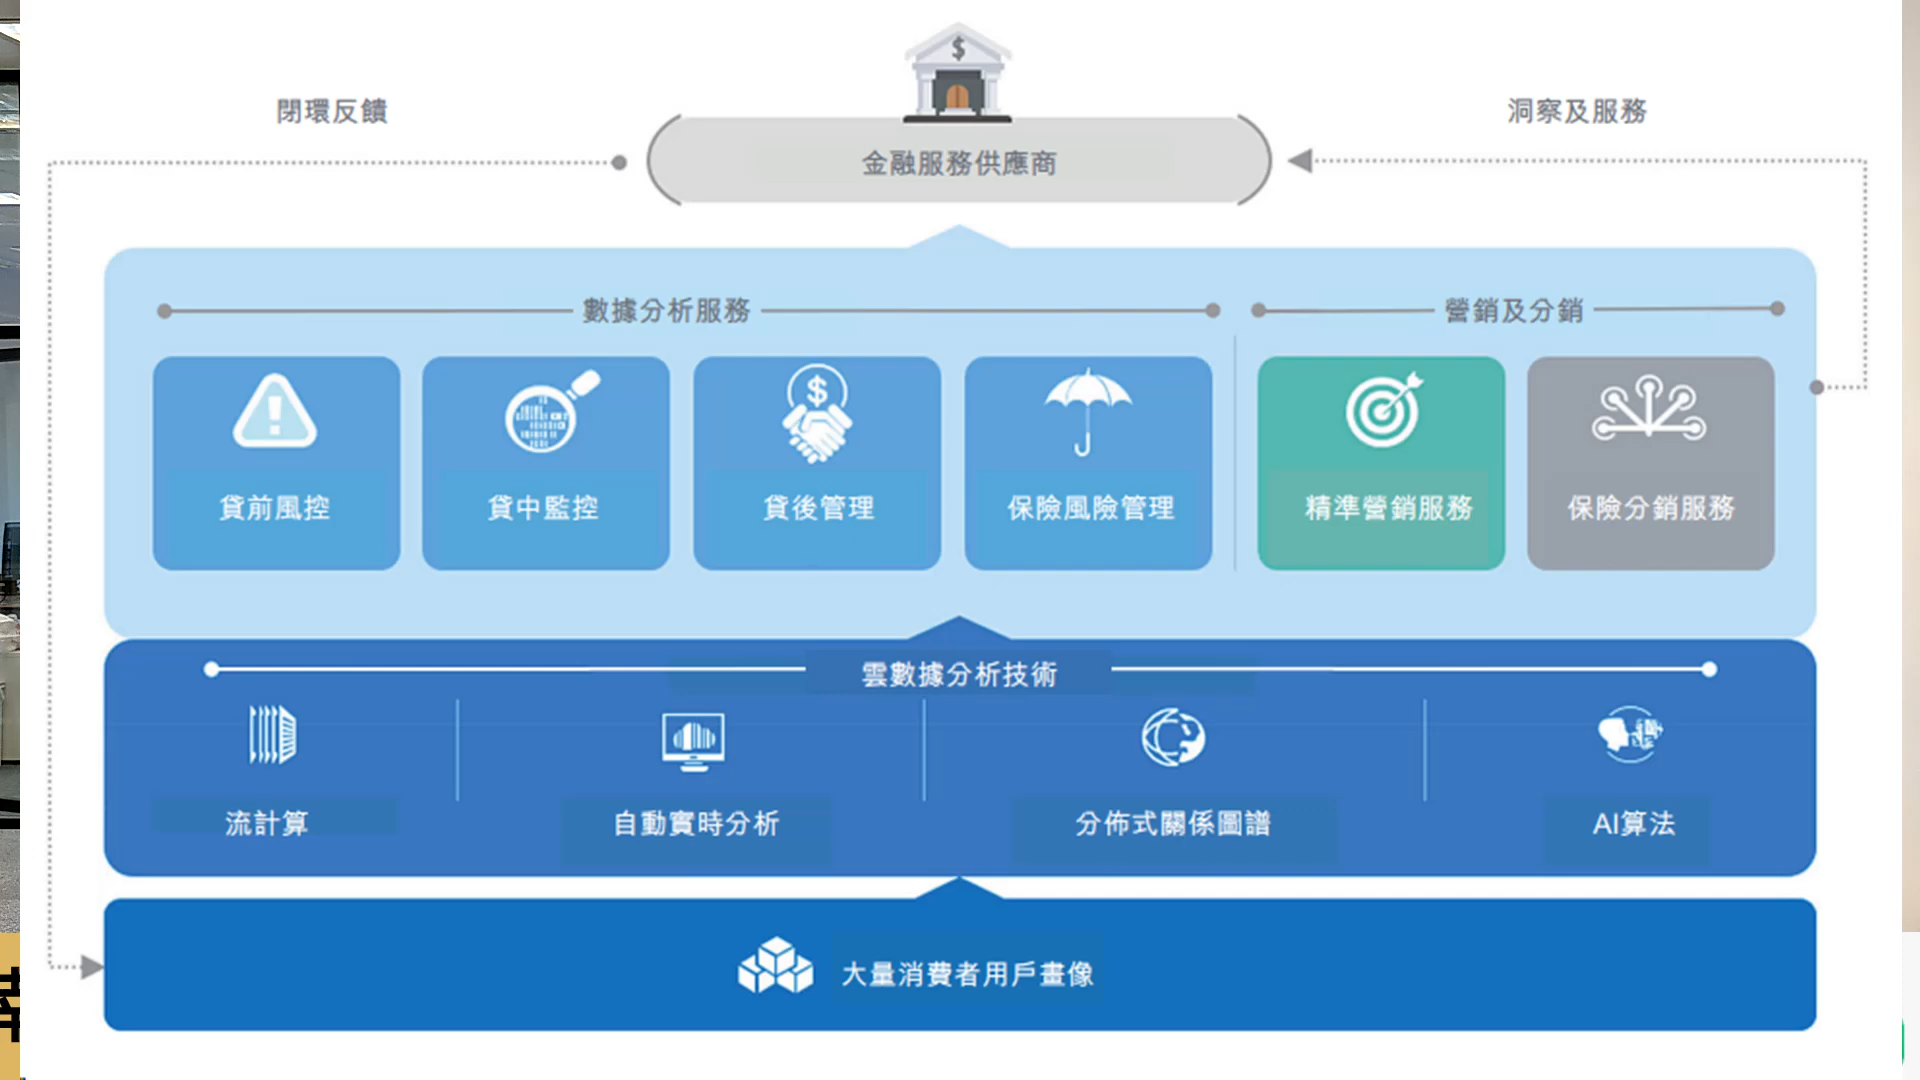 閉環反饋
洞察及服務
金融服務供應商
數據分析服務
營銷及分銷
貸前風控
貸中監控
貸後管理
保險風險管理
精準營銷服務
保險分銷服務
雲數據分析技術
流計算
自動實時分析
分佈式關係圖譜
AI算法
大量消費者用戶畫像